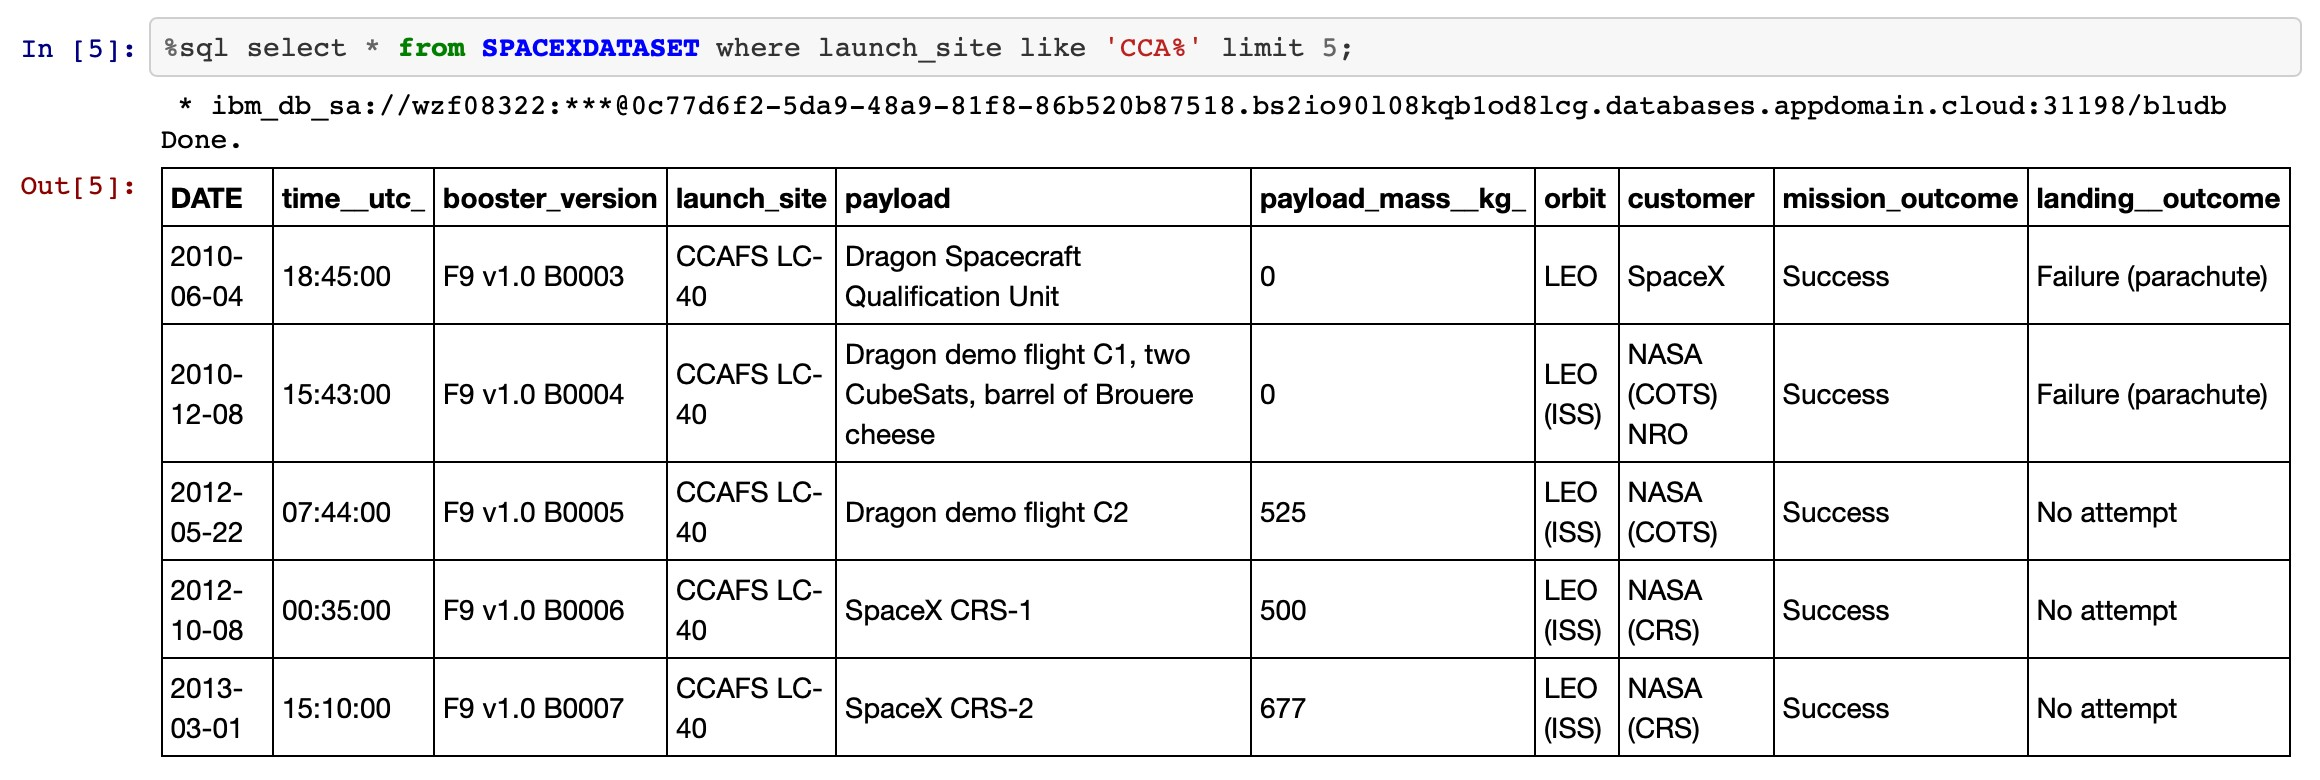 In [5]: %sql select * from SPACEXDATASET where launch_site like 'CCA%' limit 5;
* ibm_db_sa://wzf08322:***@0c77d6f2-5da9-48a9-81f8-86b520b87518.bs2io90l08kqb1od8lcg.databases.appdomain.cloud:31198/bludb
Done.
Out[5]:
DATE time__utc_ booster_version launch_site payload payload_mass__kg_ orbit customer mission_outcome landing__outcome
2010-06-04 18:45:00 F9 v1.0 B0003 CCAFS LC-40 Dragon Spacecraft Qualification Unit 0 LEO SpaceX Success Failure (parachute)
2010-12-08 15:43:00 F9 v1.0 B0004 CCAFS LC-40 Dragon demo flight C1, two CubeSats, barrel of Brouere cheese 0 LEO (ISS) NASA (COTS) NRO Success Failure (parachute)
2012-05-22 07:44:00 F9 v1.0 B0005 CCAFS LC-40 Dragon demo flight C2 525 LEO (ISS) NASA (COTS) Success No attempt
2012-10-08 00:35:00 F9 v1.0 B0006 CCAFS LC-40 SpaceX CRS-1 500 LEO (ISS) NASA (CRS) Success No attempt
2013-03-01 15:10:00 F9 v1.0 B0007 CCAFS LC-40 SpaceX CRS-2 677 LEO (ISS) NASA (CRS) Success No attempt